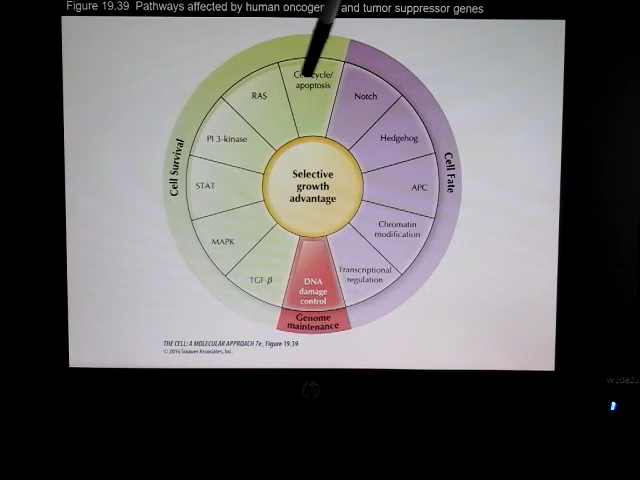 Figure 19.39 Pathways affected by human and tumor suppressor genes
Cell Survival
Cell Fate
apoptosis
RAS
PI 3-kinase
STAT
MAPK
TGF-β
Notch
Hedgehog
APC
Chromatin
modification
Transcriptional
regulation
Selective
growth
advantage
DNA
damage
control
Genome
maintenance
THE CELL: A MOLECULAR APPROACH 7e, Figure 19.39
© 2016 Sinauer Associates, Inc.
hp